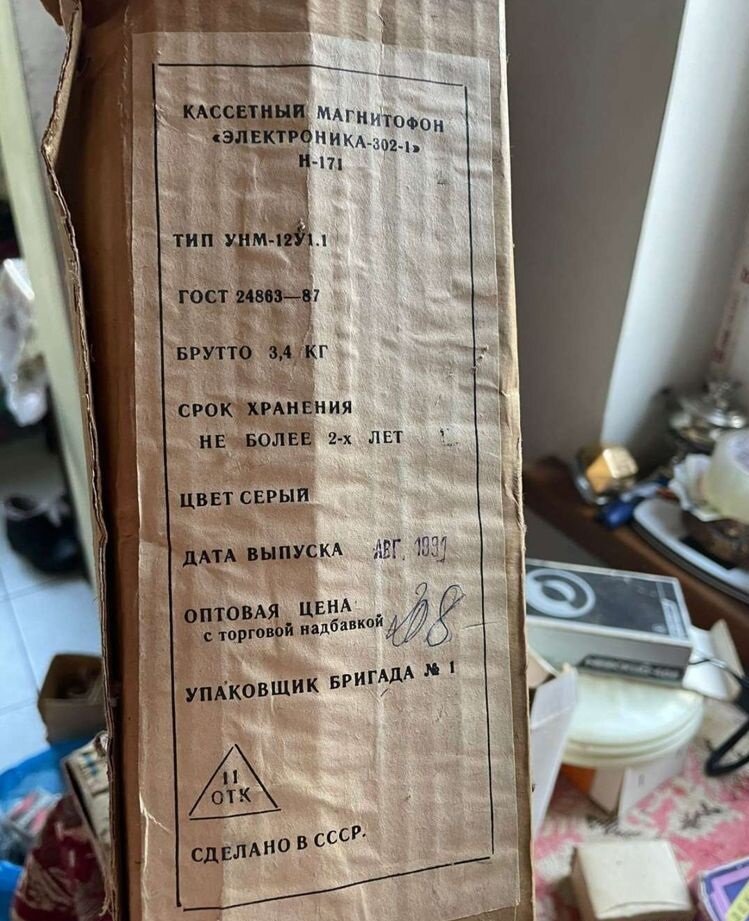 КАССЕТНЫЙ МАГНИТОФОН
«ЭЛЕКТРОНИКА-302-1»
Н-171
ТИП УНМ-12У1.1
ГОСТ 24863—87
БРУТТО 3,4 КГ
СРОК ХРАНЕНИЯ
НЕ БОЛЕЕ 2-х ЛЕТ
ЦВЕТ СЕРЫЙ
ДАТА ВЫПУСКА АВГ. 1991
ОПТОВАЯ ЦЕНА
с торговой надбавкой
УПАКОВЩИК БРИГАДА № 1
11
ОТК
СДЕЛАНО В СССР.